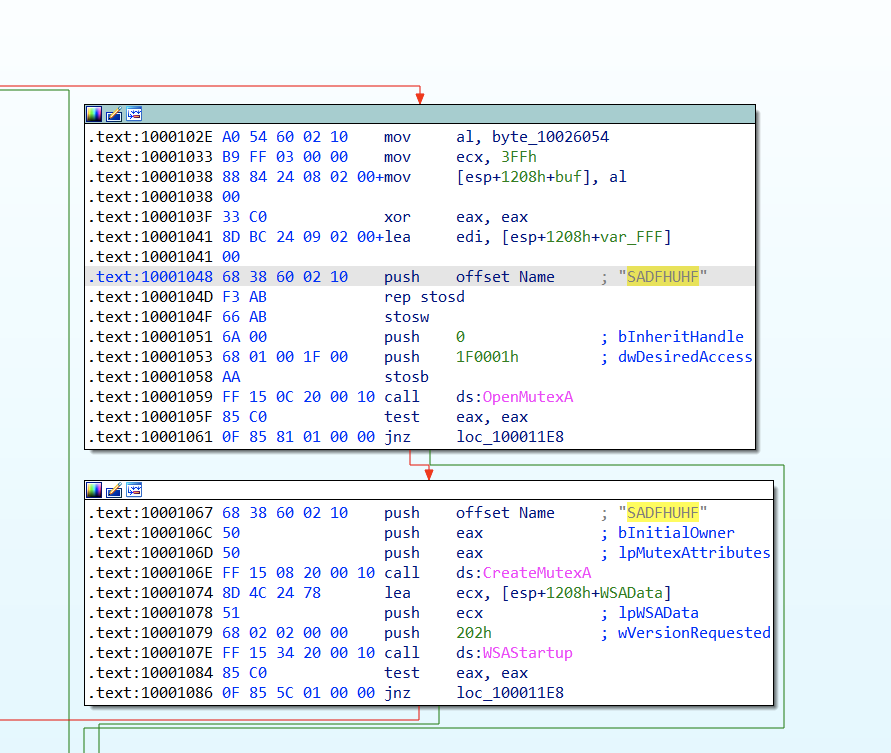 .text:1000102E A0 54 60 02 10 mov al, byte_10026054
.text:10001033 B9 FF 03 00 00 mov ecx, 3FFh
.text:10001038 88 84 24 08 02 00+mov [esp+1208h+buf], al
.text:10001038 00
.text:1000103F 33 C0 xor eax, eax
.text:10001041 8D BC 24 09 02 00+lea edi, [esp+1208h+var_FFF]
.text:10001041 00
.text:10001048 68 38 60 02 10 push offset Name ; "SADFHUHF"
.text:1000104D F3 AB rep stosd
.text:1000104F 66 AB stosw
.text:10001051 6A 00 push 0 ; bInheritHandle
.text:10001053 68 01 00 1F 00 push 1F0001h ; dwDesiredAccess
.text:10001058 AA stosb
.text:10001059 FF 15 0C 20 00 10 call ds:OpenMutexA
.text:1000105F 85 C0 test eax, eax
.text:10001061 0F 85 81 01 00 00 jnz loc_100011E8
.text:10001067 68 38 60 02 10 push offset Name ; "SADFHUHF"
.text:1000106C 50 push eax ; bInitialOwner
.text:1000106D 50 push eax ; lpMutexAttributes
.text:1000106E FF 15 08 20 00 10 call ds:CreateMutexA
.text:10001074 8D 4C 24 78 lea ecx, [esp+1208h+WSAData]
.text:10001078 51 push ecx ; lpWSAData
.text:10001079 68 02 02 00 00 push 202h ; wVersionRequested
.text:1000107E FF 15 34 20 00 10 call ds:WSAStartup
.text:10001084 85 C0 test eax, eax
.text:10001086 0F 85 5C 01 00 00 jnz loc_100011E8